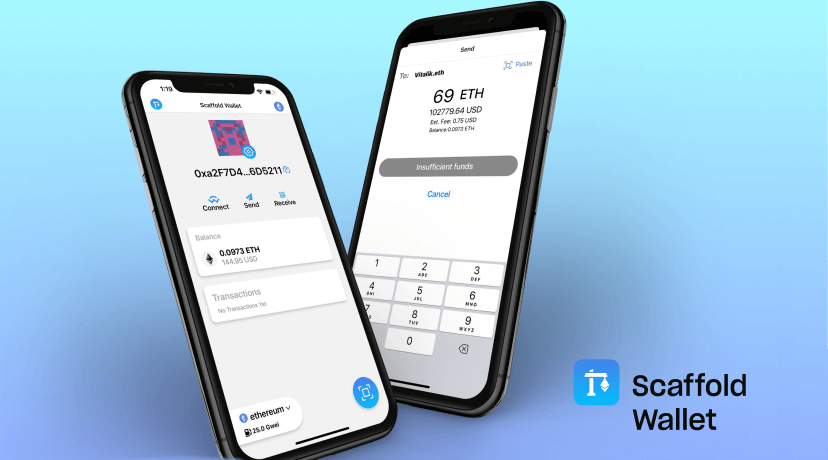 1:19
Scaffold Wallet
0xa2F7D4...6D5211
Connect
Send
Receive
Balance
0.0973 ETH
144.95 USD
Transactions
No Transactions Yet
ethereum
25.0 Gwei
Send
To: Vitalik.eth
Paste
69 ETH
102779.64 USD
Est. Fee: 0.75 USD
Balance:0.0973 ETH
Insufficient funds
Cancel
1
2 ABC
3 DEF
4 GHI
5 JKL
6 MNO
7
8 TUV
9 WXYZ
0
Scaffold
Wallet